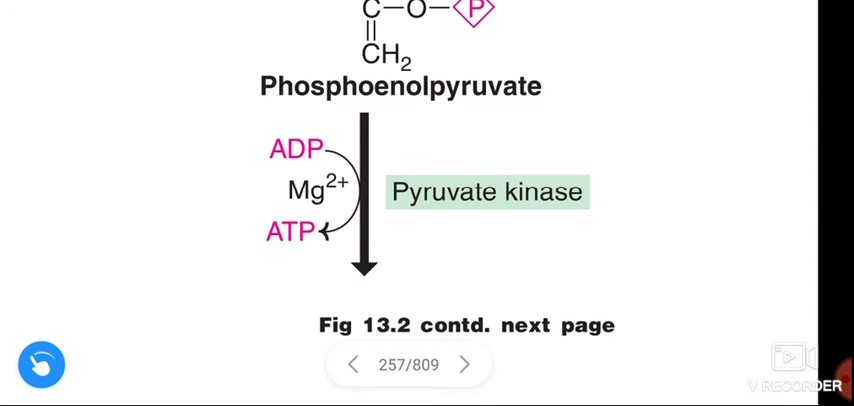 C—O—P
||
CH₂
Phosphoenolpyruvate
ADP
Mg²⁺
Pyruvate kinase
ATP
Fig 13.2 contd. next page
257/809
V RECORDER